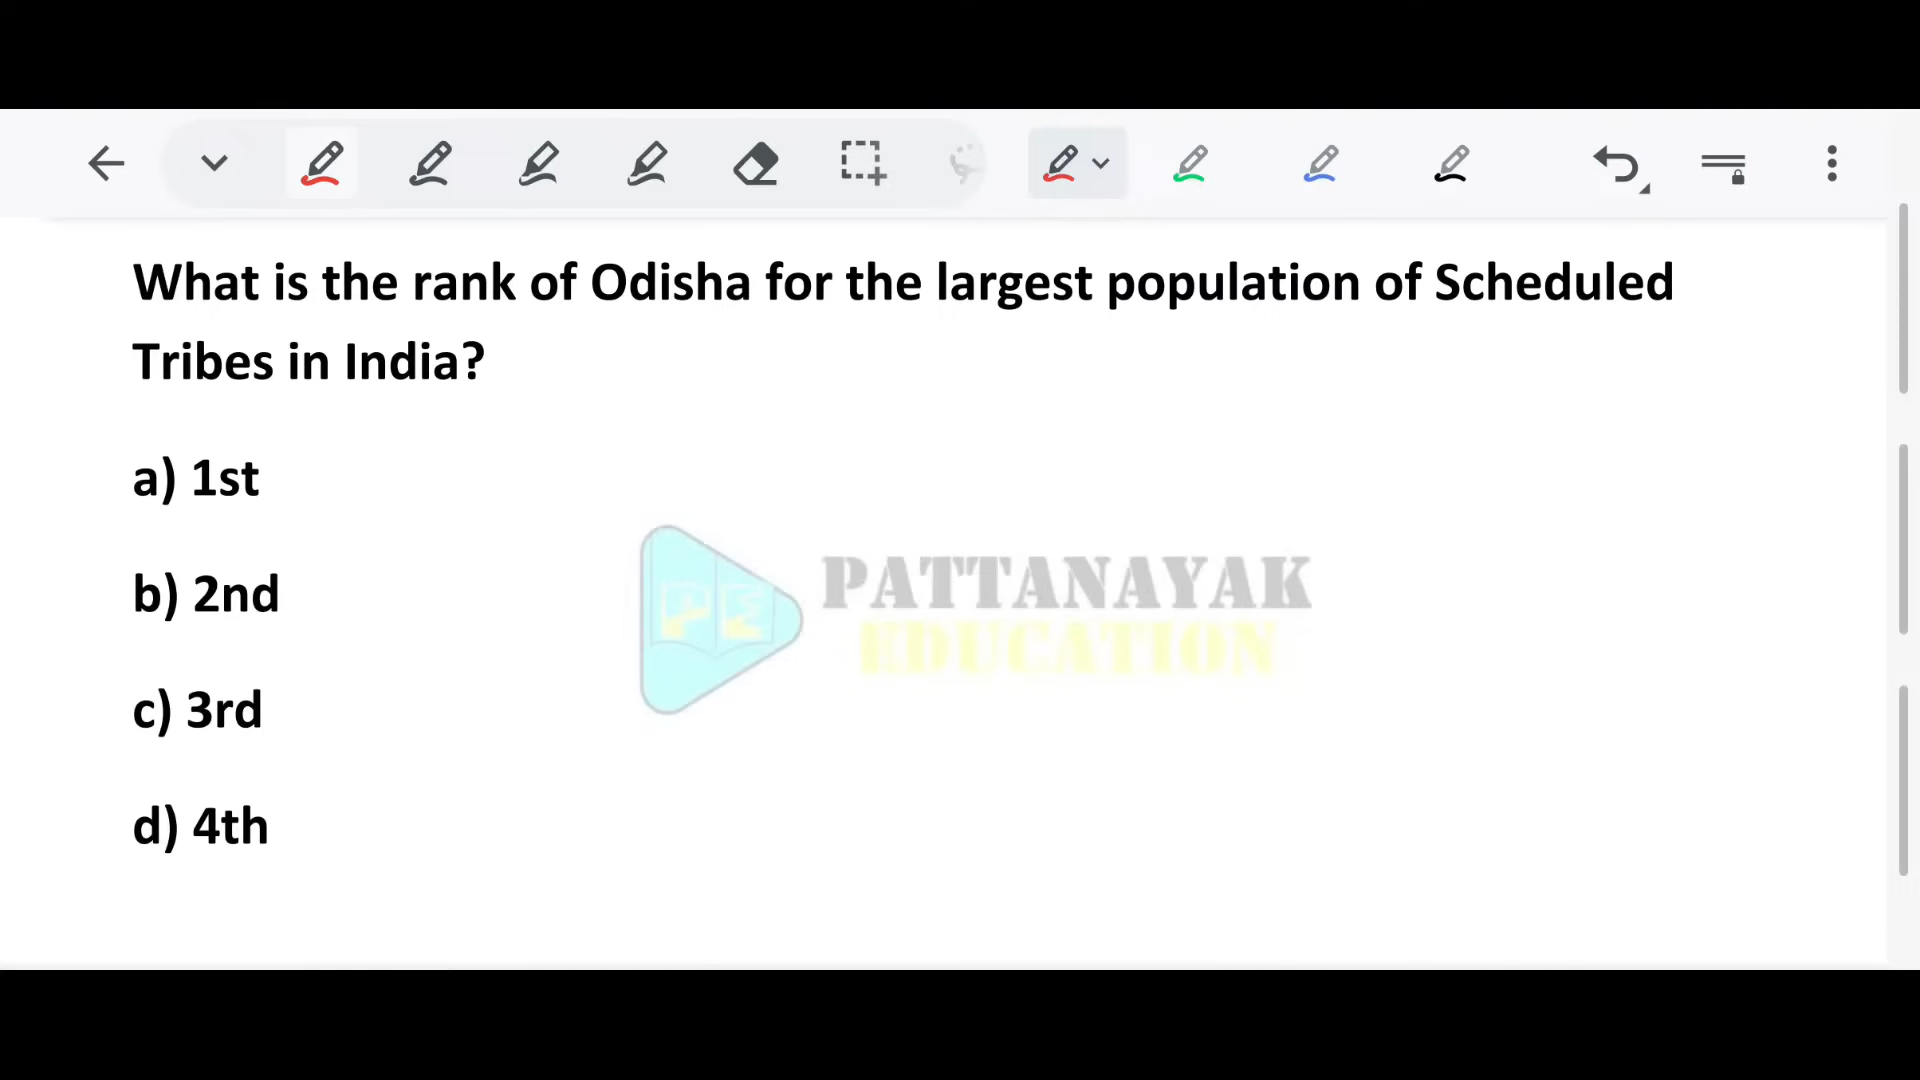 What is the rank of Odisha for the largest population of Scheduled
Tribes in India?
a) 1st
b) 2nd
PATTANAYAK
PE
EDUCATION
c) 3rd
d) 4th